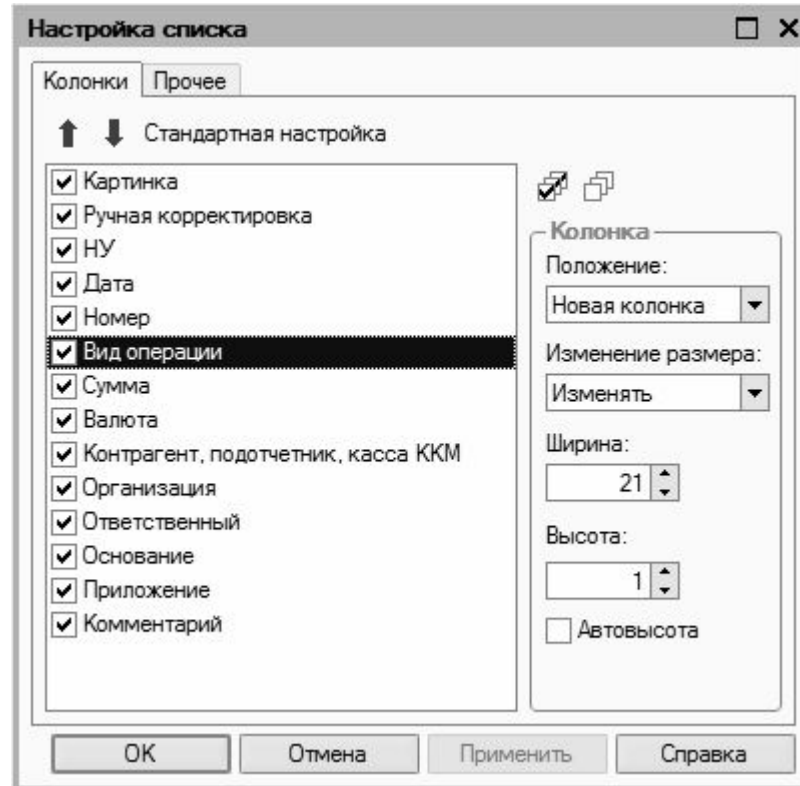 Настройка списка
Колонки
Прочее
Стандартная настройка
Картинка
Ручная корректировка
НУ
Дата
Номер
Вид операции
Сумма
Валюта
Контрагент, подотчетник, касса ККМ
Организация
Ответственный
Основание
Приложение
Комментарий
Колонка
Положение:
Новая колонка
Изменение размера:
Изменять
Ширина:
21
Высота:
1
Автовысота
OK
Отмена
Применить
Справка